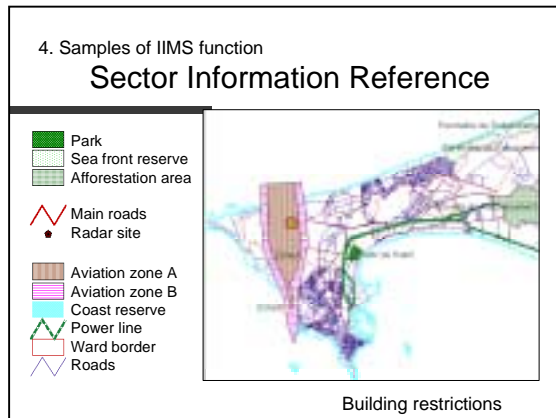 4. Samples of IIMS function
Sector Information Reference
Park
Sea front reserve
Afforestation area
Main roads
Radar site
Aviation zone A
Aviation zone B
Coast reserve
Power line
Ward border
Roads
Building restrictions